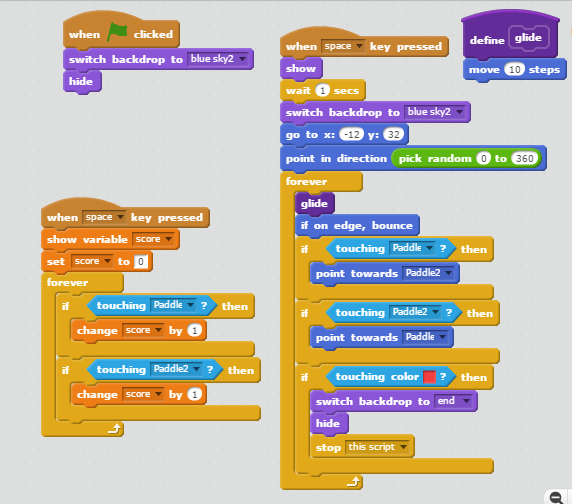 when clicked
switch backdrop to blue sky2
hide
when space key pressed
show variable score
set score to 0
forever
if touching Paddle ? then
change score by 1
if touching Paddle2 ? then
change score by 1
when space key pressed
show
wait 1 secs
switch backdrop to blue sky2
go to x: -12 y: 32
point in direction pick random 0 to 360
forever
glide
if on edge, bounce
if touching Paddle ? then
point towards Paddle2
if touching Paddle2 ? then
point towards Paddle
if touching color ? then
switch backdrop to end
hide
stop this script
define glide
move 10 steps